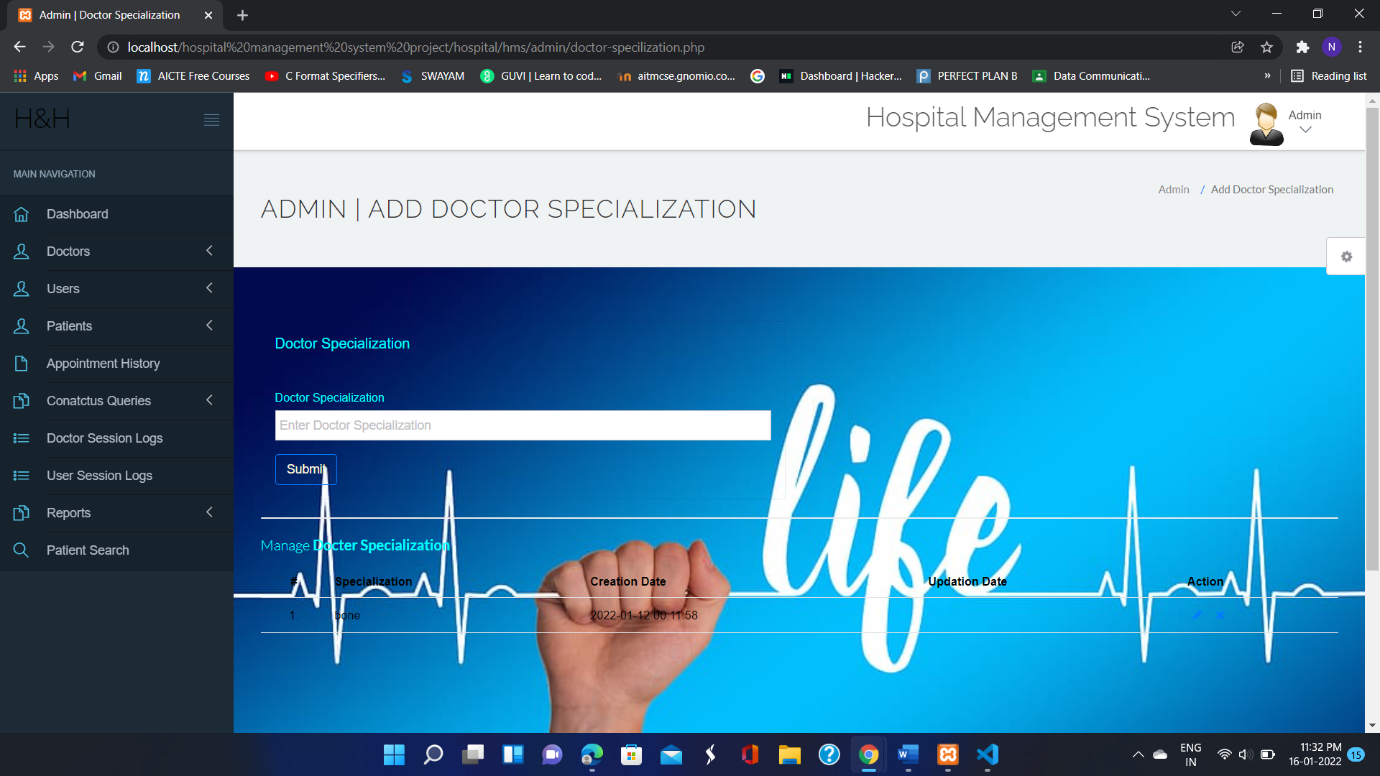 Admin | Doctor Specialization
localhost/hospital%20management%20system%20project/hospital/hms/admin/doctor-specilization.php
N
Apps Gmail AICTE Free Courses C Format Specifiers... SWAYAM GUVI | Learn to cod... aitmcse.gnomio.co... Dashboard | Hacker... PERFECT PLAN B Data Communicati... » Reading list
H&H
Hospital Management System
Admin
MAIN NAVIGATION
Dashboard
Doctors
Users
Patients
Appointment History
Conatctus Queries
Doctor Session Logs
User Session Logs
Reports
Patient Search
ADMIN | ADD DOCTOR SPECIALIZATION
Admin / Add Doctor Specialization
Doctor Specialization
Doctor Specialization
Enter Doctor Specialization
Submit
life
Manage Docter Specialization
# Specialization Creation Date Updation Date Action
1. bone 2022-01-12 00:11:58
ENG
IN
11:32 PM
16-01-2022
15